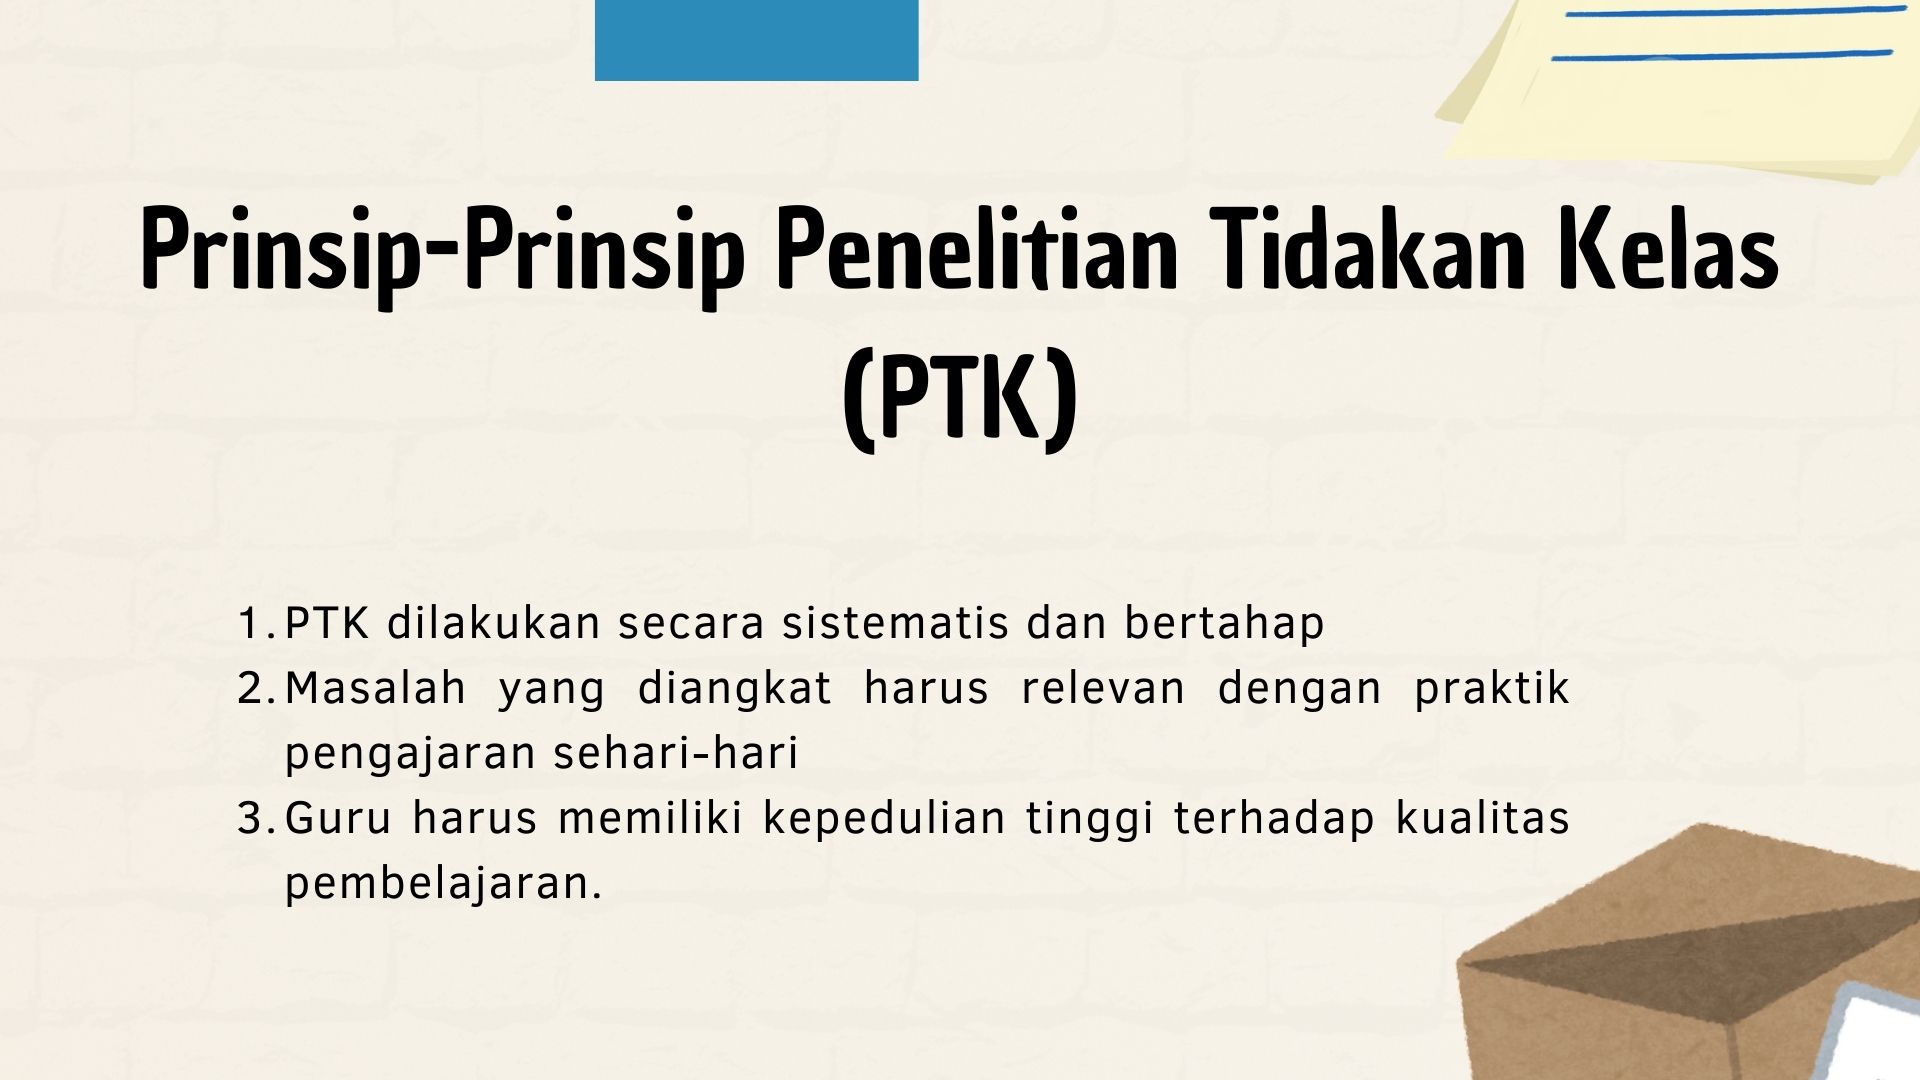 Prinsip-Prinsip Penelitian Tidakan Kelas
(PTK)
1. PTK dilakukan secara sistematis dan bertahap
2. Masalah yang diangkat harus relevan dengan praktik
pengajaran sehari-hari
3. Guru harus memiliki kepedulian tinggi terhadap kualitas
pembelajaran.